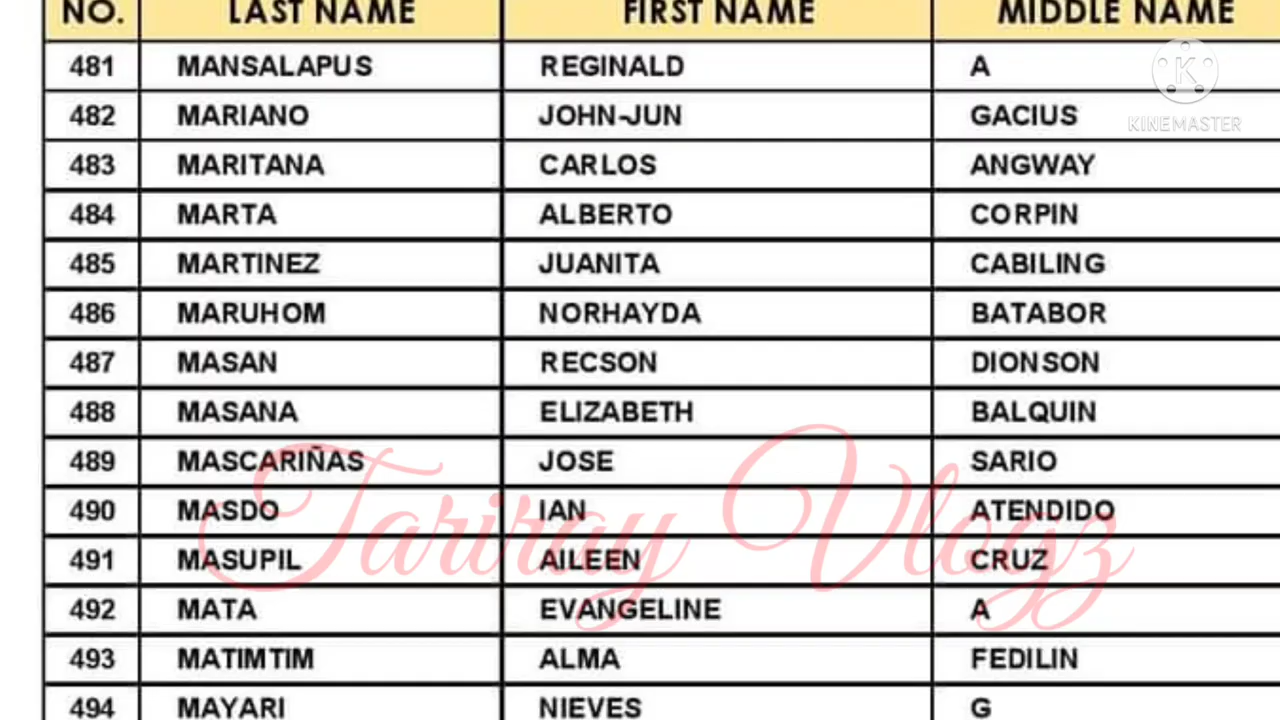 NO. LAST NAME FIRST NAME MIDDLE NAME
481 MANSALAPUS REGINALD A
KINEMASTER
482 MARIANO JOHN-JUN GACIUS
483 MARITANA CARLOS ANGWAY
484 MARTA ALBERTO CORPIN
485 MARTINEZ JUANITA CABILING
486 MARUHOM NORHAYDA BATABOR
487 MASAN RECSON DIONSON
488 MASANA ELIZABETH BALQUIN
489 MASCARIÑAS JOSE SARIO
490 MASDO IAN ATENDIDO
Tariray Vlogz
491 MASUPIL AILEEN CRUZ
492 MATA EVANGELINE A
493 MATIMTIM ALMA FEDILIN
494 MAYARI NIEVES G